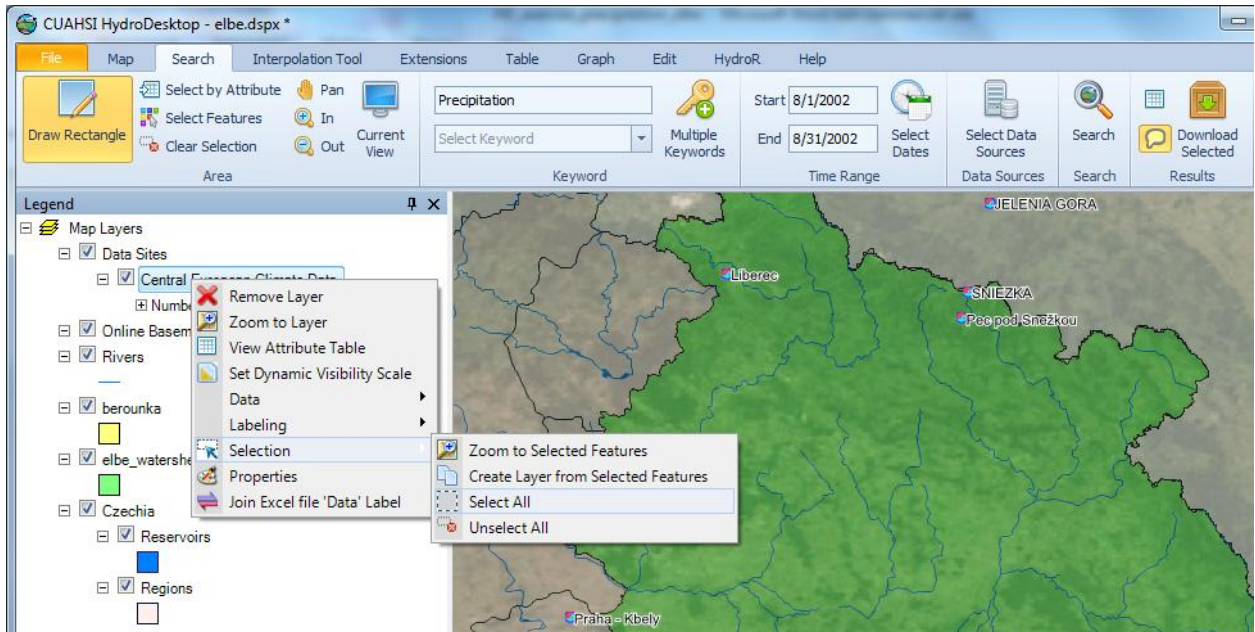 CUAHSI HydroDesktop - elbe.dspx *
File Map Search Interpolation Tool Extensions Table Graph Edit HydroR Help
Draw Rectangle
Select by Attribute
Select Features
Clear Selection
Pan
In
Out
Current
View
Area
Precipitation
Select Keyword
Multiple
Keywords
Keyword
Start 8/1/2002
End 8/31/2002
Select
Dates
Time Range
Select Data
Sources
Data Sources
Search
Search
Download
Selected
Results
Legend
Map Layers
Data Sites
Central European Climate Data
Numbe
Online Basem
Rivers
berounka
elbe_watershe
Czechia
Reservoirs
Regions
Remove Layer
Zoom to Layer
View Attribute Table
Set Dynamic Visibility Scale
Data
Labeling
Selection
Properties
Join Excel file 'Data' Label
Zoom to Selected Features
Create Layer from Selected Features
Select All
Unselect All
JELENIA GORA
Liberec
SNIEZKA
Pec pod Snežkou
Praha - Kbely